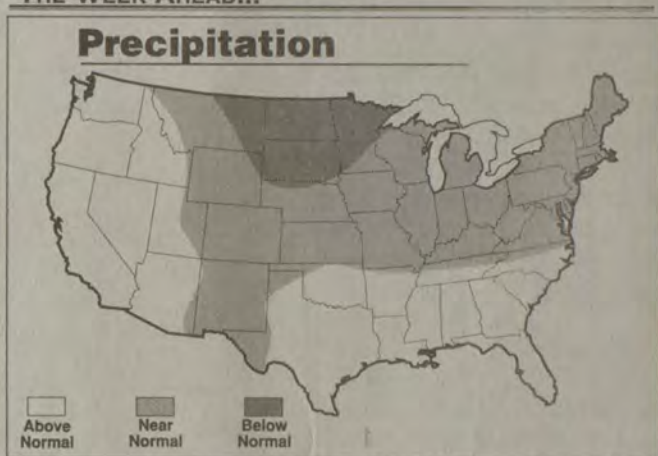 THE WEEK AHEAD...
Precipitation
Above Normal
Near Normal
Below Normal